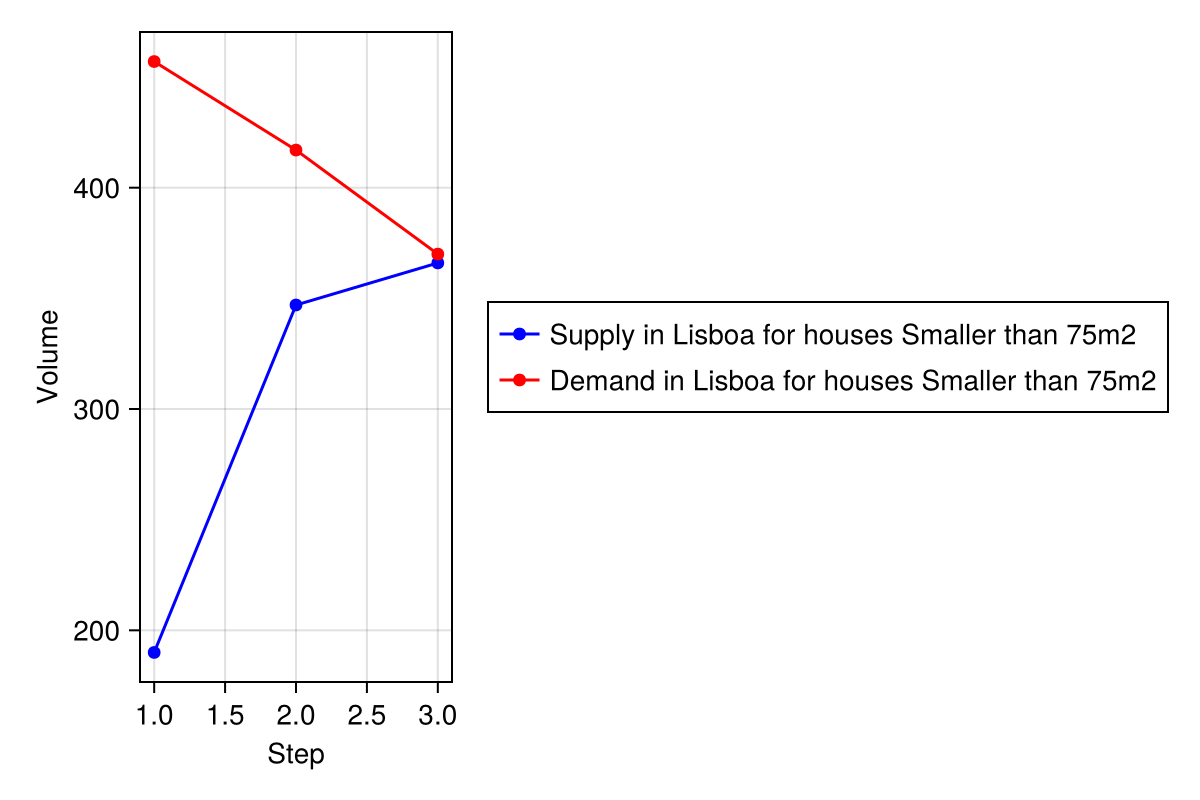 Volume
400
300
200
1.0 1.5 2.0 2.5 3.0
Step
Supply in Lisboa for houses Smaller than 75m2
Demand in Lisboa for houses Smaller than 75m2